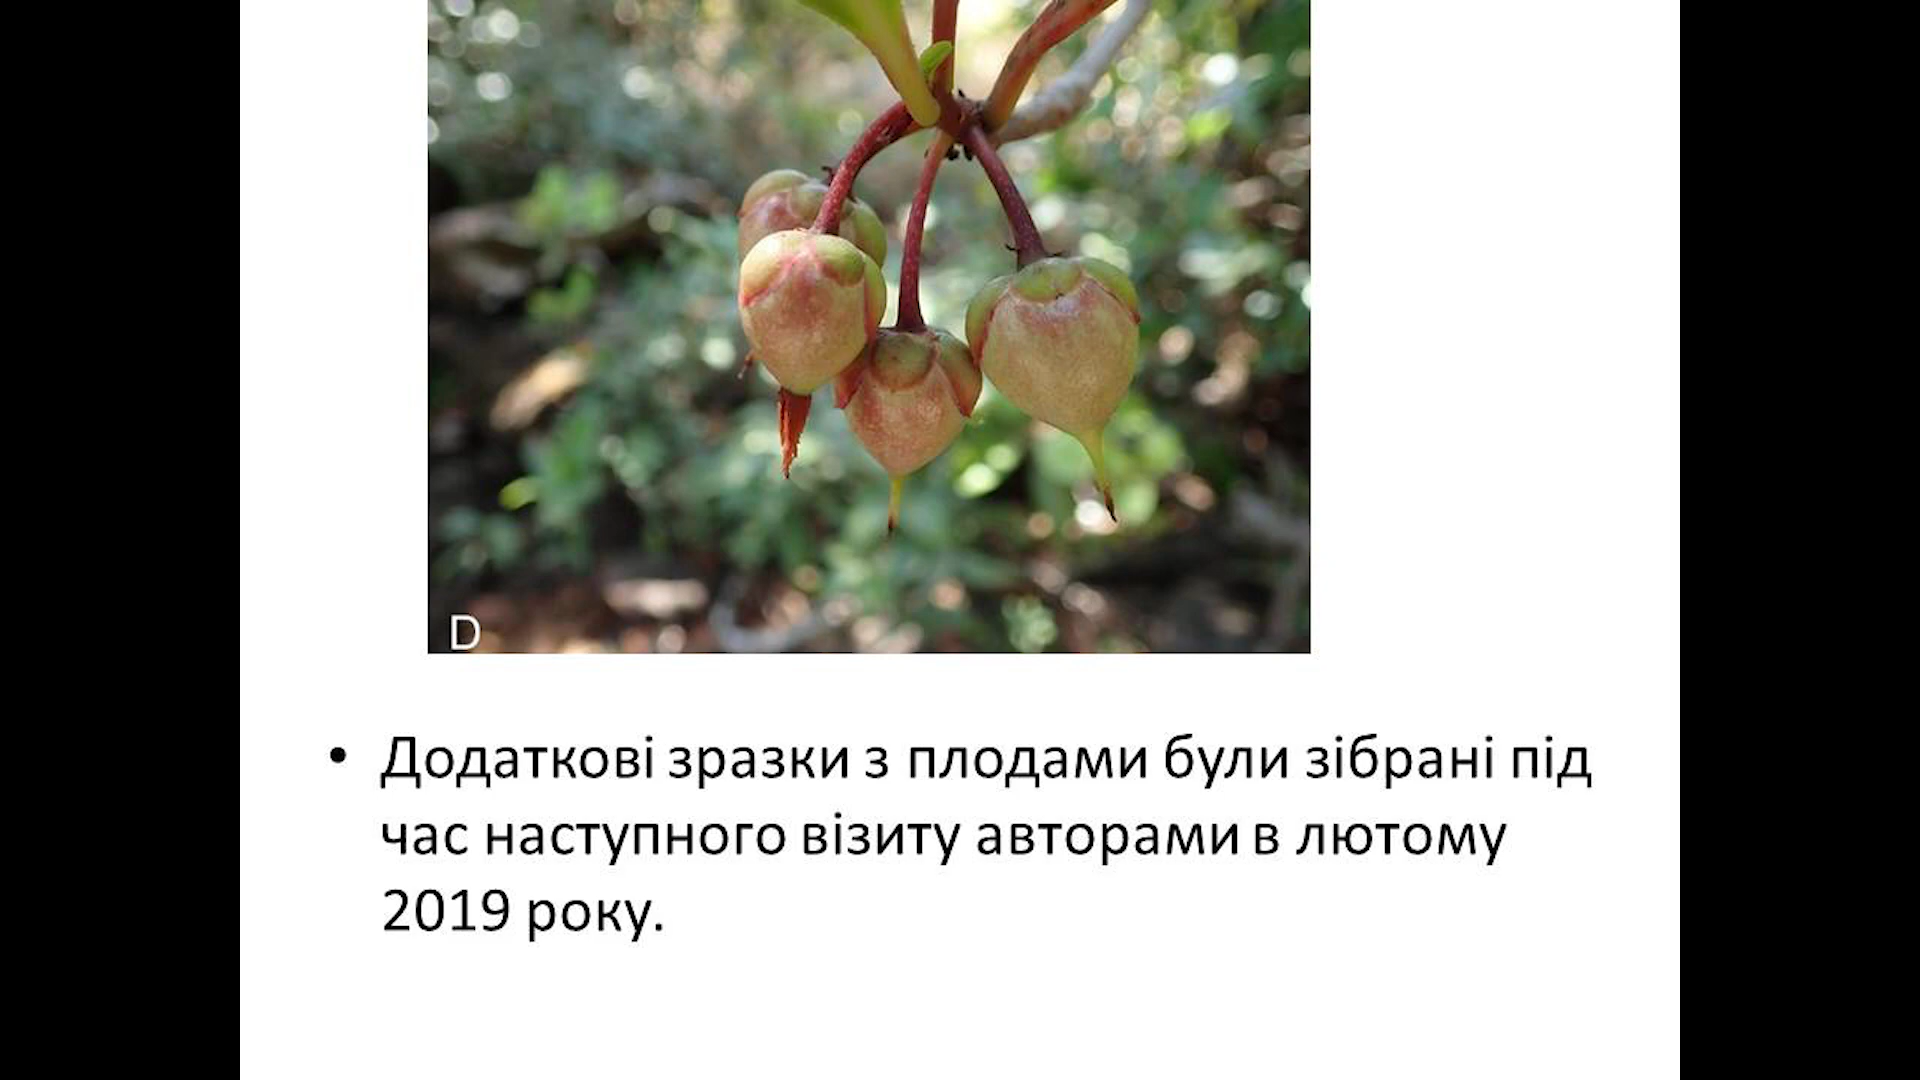 D
• Додаткові зразки з плодами були зібрані під
час наступного візиту авторами в лютому
2019 року.